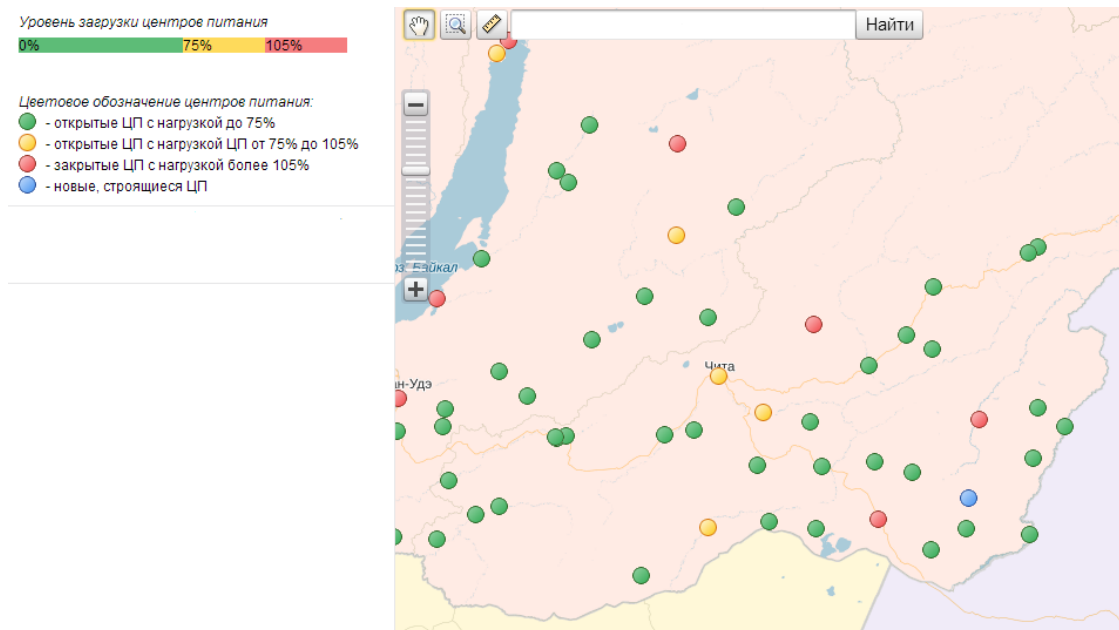 Уровень загрузки центров питания
0% 75% 105%
Цветовое обозначение центров питания:
- открытые ЦП с нагрузкой до 75%
- открытые ЦП с нагрузкой ЦП от 75% до 105%
- закрытые ЦП с нагрузкой более 105%
- новые, строящиеся ЦП
Найти
оз. Байкал
Чита
н-Удэ